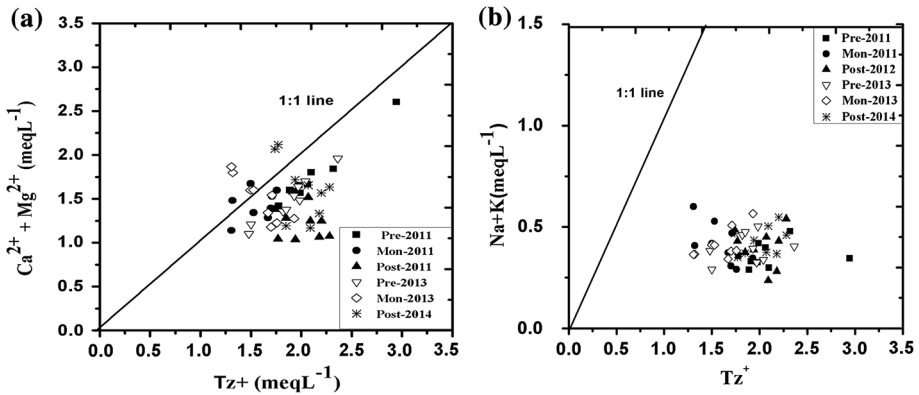 (a)
3.5
3.0
2.5
2.0
1.5
1.0
0.5
0.0
Ca²⁺ + Mg²⁺ (meqL⁻¹)
1:1 line
Pre-2011
Mon-2011
Post-2011
Pre-2013
Mon-2013
Post-2014
0.0 0.5 1.0 1.5 2.0 2.5 3.0 3.5
Tz+ (meqL⁻¹)
(b)
1.5
1.0
0.5
0.0
Na+K(meqL⁻¹)
1:1 line
Pre-2011
Mon-2011
Post-2012
Pre-2013
Mon-2013
Post-2014
0.0 0.5 1.0 1.5 2.0 2.5 3.0 3.5
Tz⁺